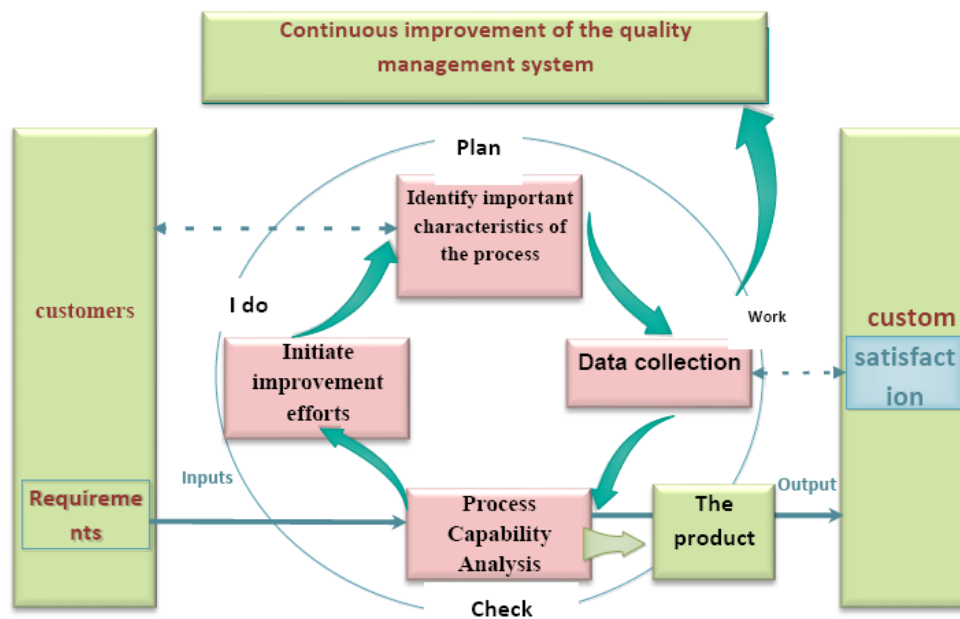 Continuous improvement of the quality
management system
Plan
Identify important
characteristics of
the process
customers
I do
Work
custom
satisfact
ion
Initiate
improvement
efforts
Data collection
Inputs
Requireme
nts
Process
Capability
Analysis
The
product
Output
Check